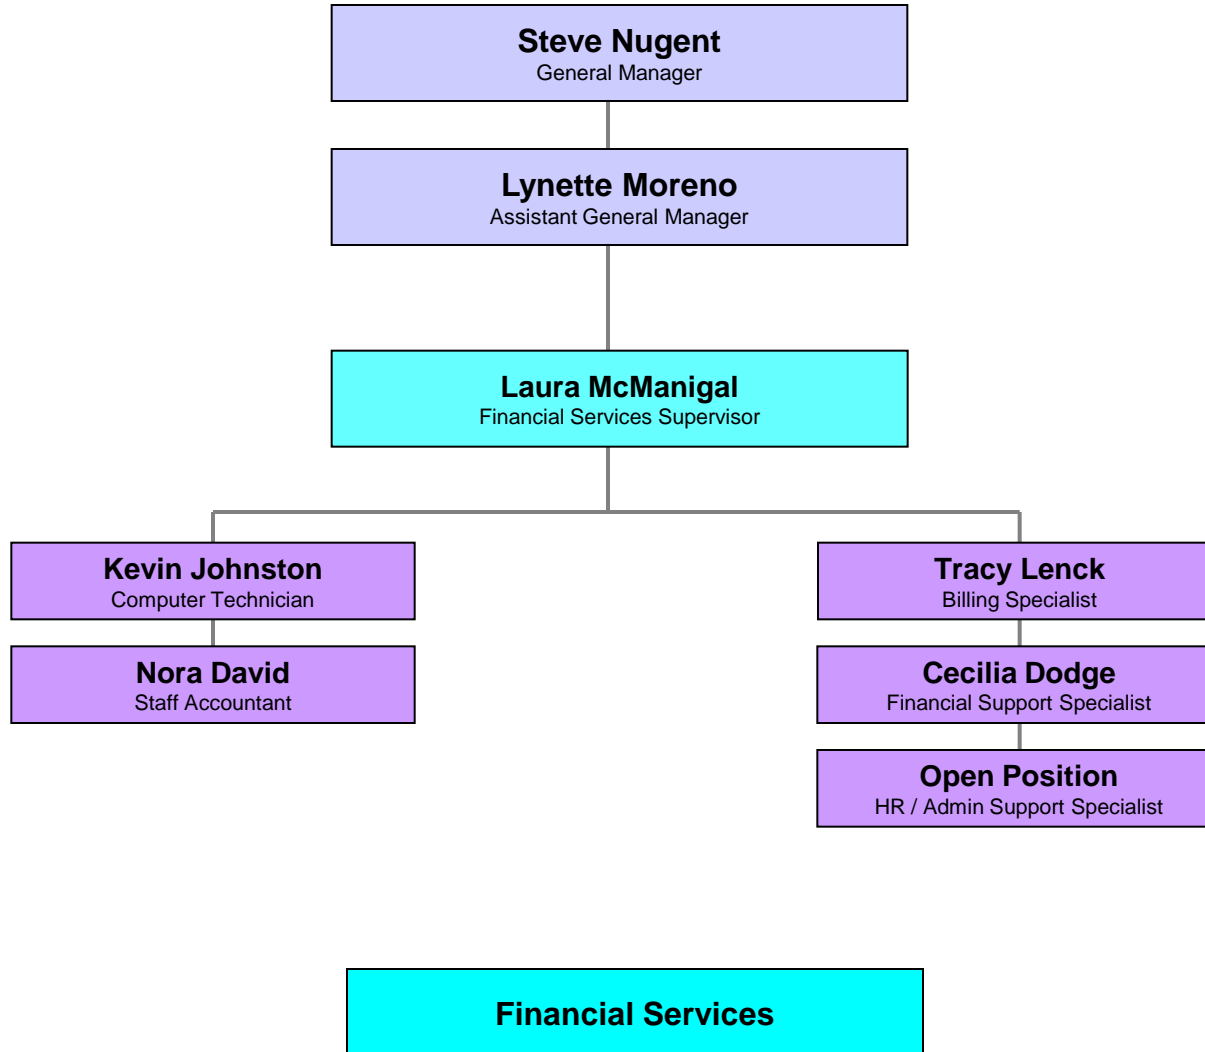 Steve Nugent
General Manager
Lynette Moreno
Assistant General Manager
Laura McManigal
Financial Services Supervisor
Kevin Johnston
Computer Technician
Nora David
Staff Accountant
Tracy Lenck
Billing Specialist
Cecilia Dodge
Financial Support Specialist
Open Position
HR / Admin Support Specialist
Financial Services